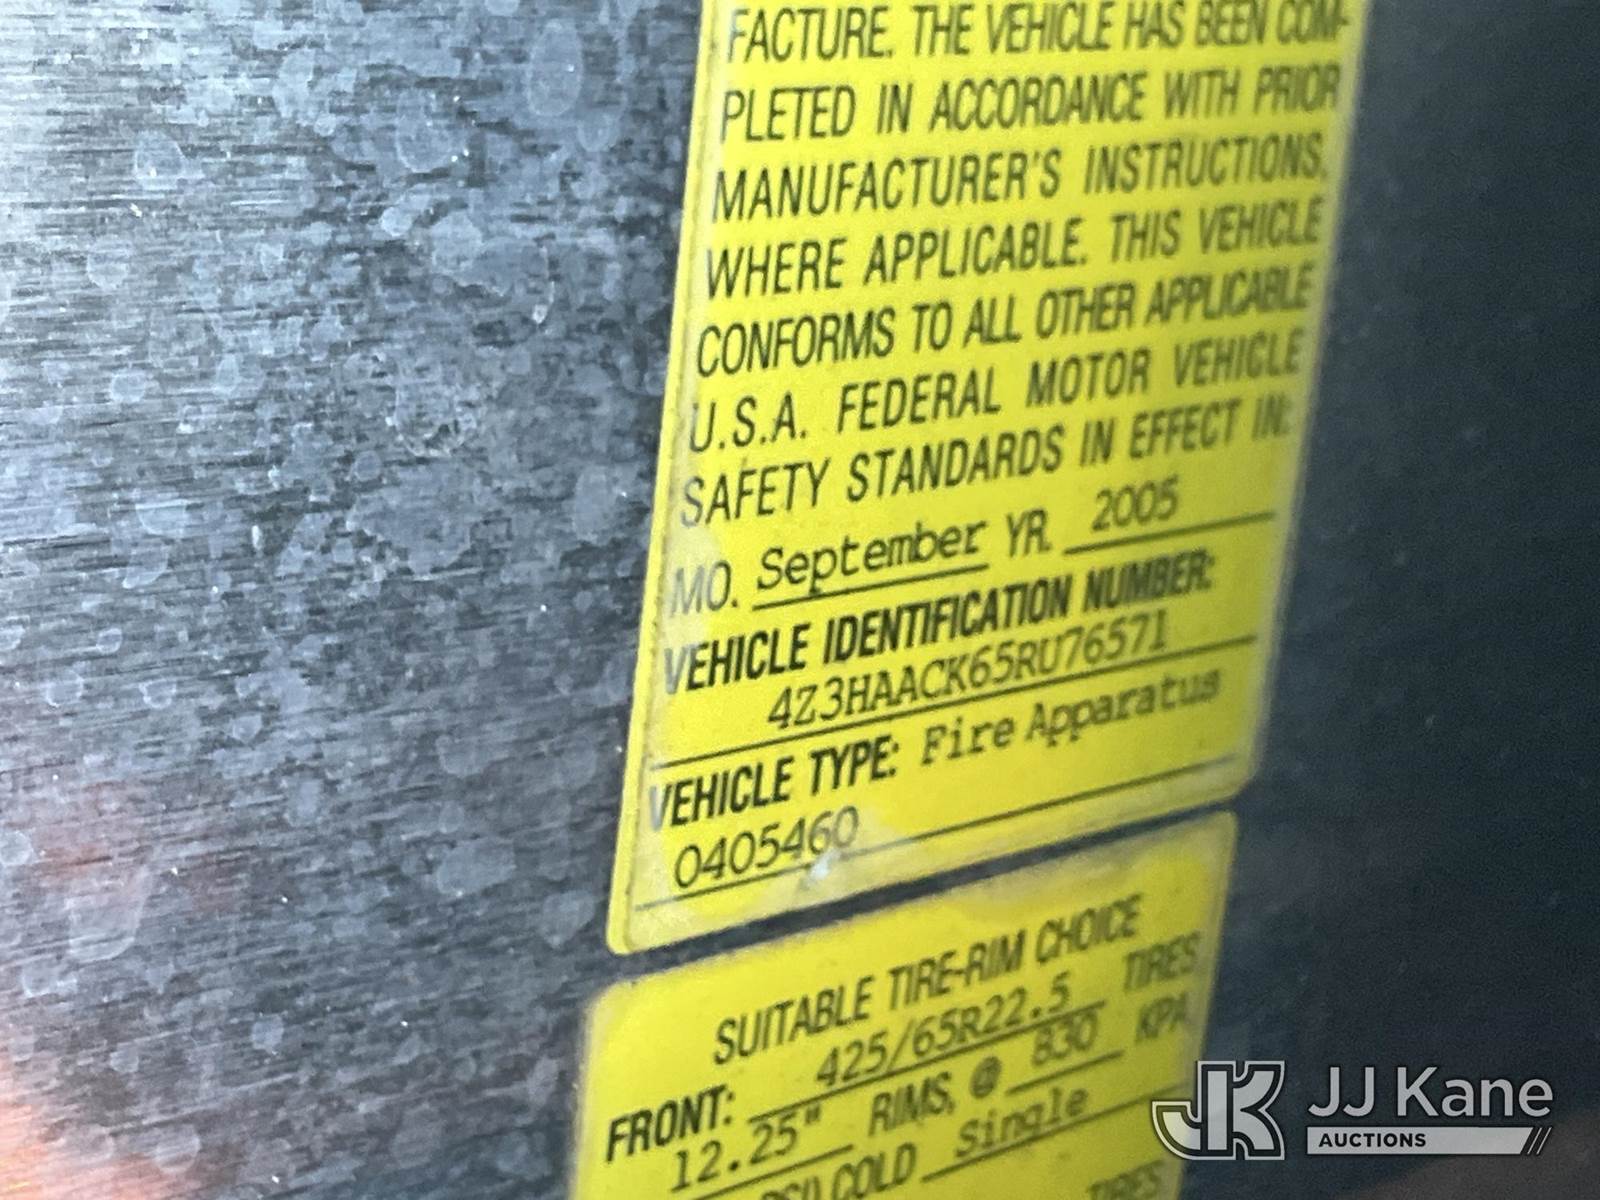 FACTURE. THE VEHICLE HAS BEEN COM-
PLETED IN ACCORDANCE WITH PRIOR
MANUFACTURER'S INSTRUCTIONS,
WHERE APPLICABLE. THIS VEHICLE
CONFORMS TO ALL OTHER APPLICABLE
U.S.A. FEDERAL MOTOR VEHICLE
SAFETY STANDARDS IN EFFECT IN:
MO. September YR. 2005
VEHICLE IDENTIFICATION NUMBER:
4Z3HAACK65RU76571
VEHICLE TYPE: Fire Apparatus
0405460
SUITABLE TIRE-RIM CHOICE
FRONT: 425/65R22.5 TIRES
12.25" RIMS, @ 830 KPA
COLD Single
TIRES
JK JJ Kane
AUCTIONS